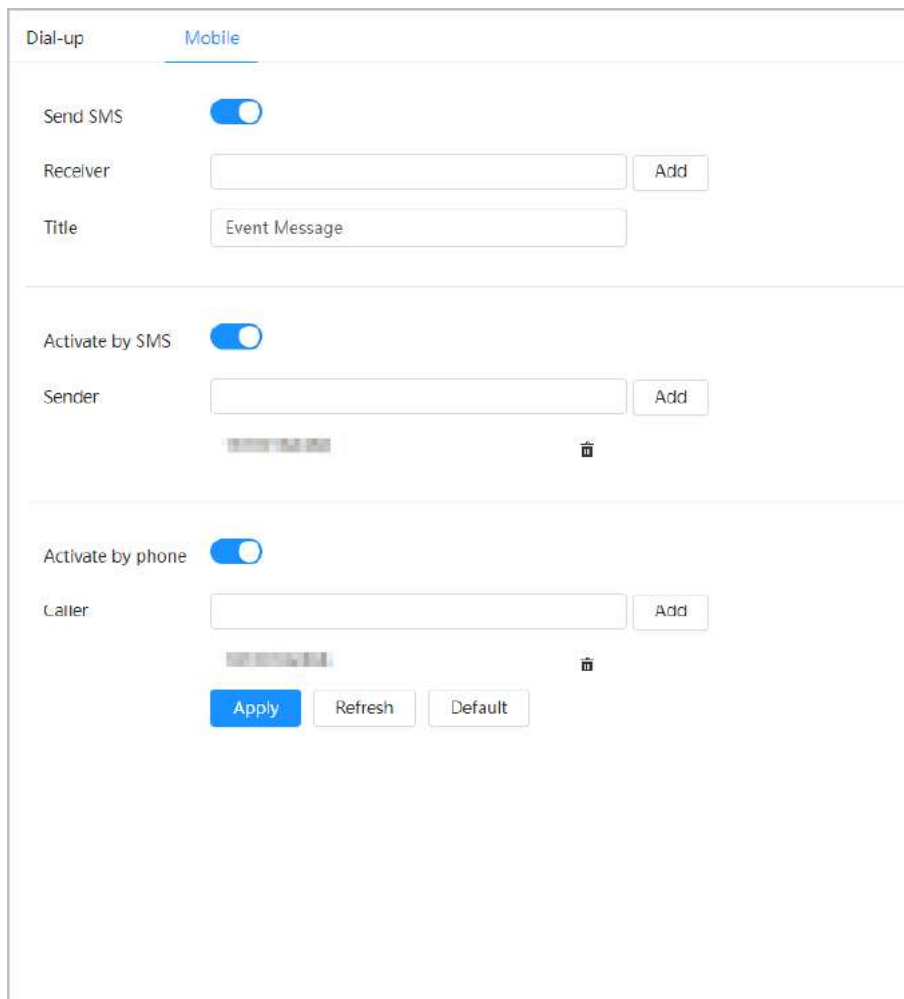 Dial-up Mobile
Send SMS
Receiver Add
Title Event Message
Activate by SMS
Sender Add
Activate by phone
Caller Add
Apply Refresh Default